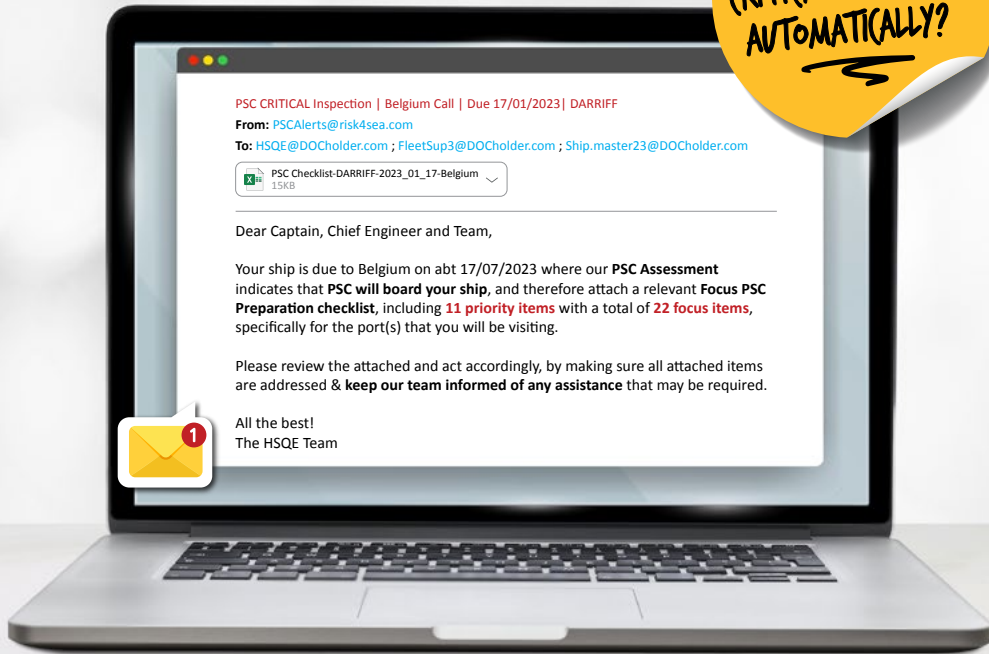 AUTOMATICALLY?
PSC CRITICAL Inspection | Belgium Call | Due 17/01/2023| DARRIFF
From: PSCAlerts@risk4sea.com
To: HSQE@DOCholder.com ; FleetSup3@DOCholder.com ; Ship.master23@DOCholder.com
PSC Checklist-DARRIFF-2023_01_17-Belgium
15KB
Dear Captain, Chief Engineer and Team,
Your ship is due to Belgium on abt 17/07/2023 where our PSC Assessment
indicates that PSC will board your ship, and therefore attach a relevant Focus PSC
Preparation checklist, including 11 priority items with a total of 22 focus items,
specifically for the port(s) that you will be visiting.
Please review the attached and act accordingly, by making sure all attached items
are addressed & keep our team informed of any assistance that may be required.
All the best!
The HSQE Team
1